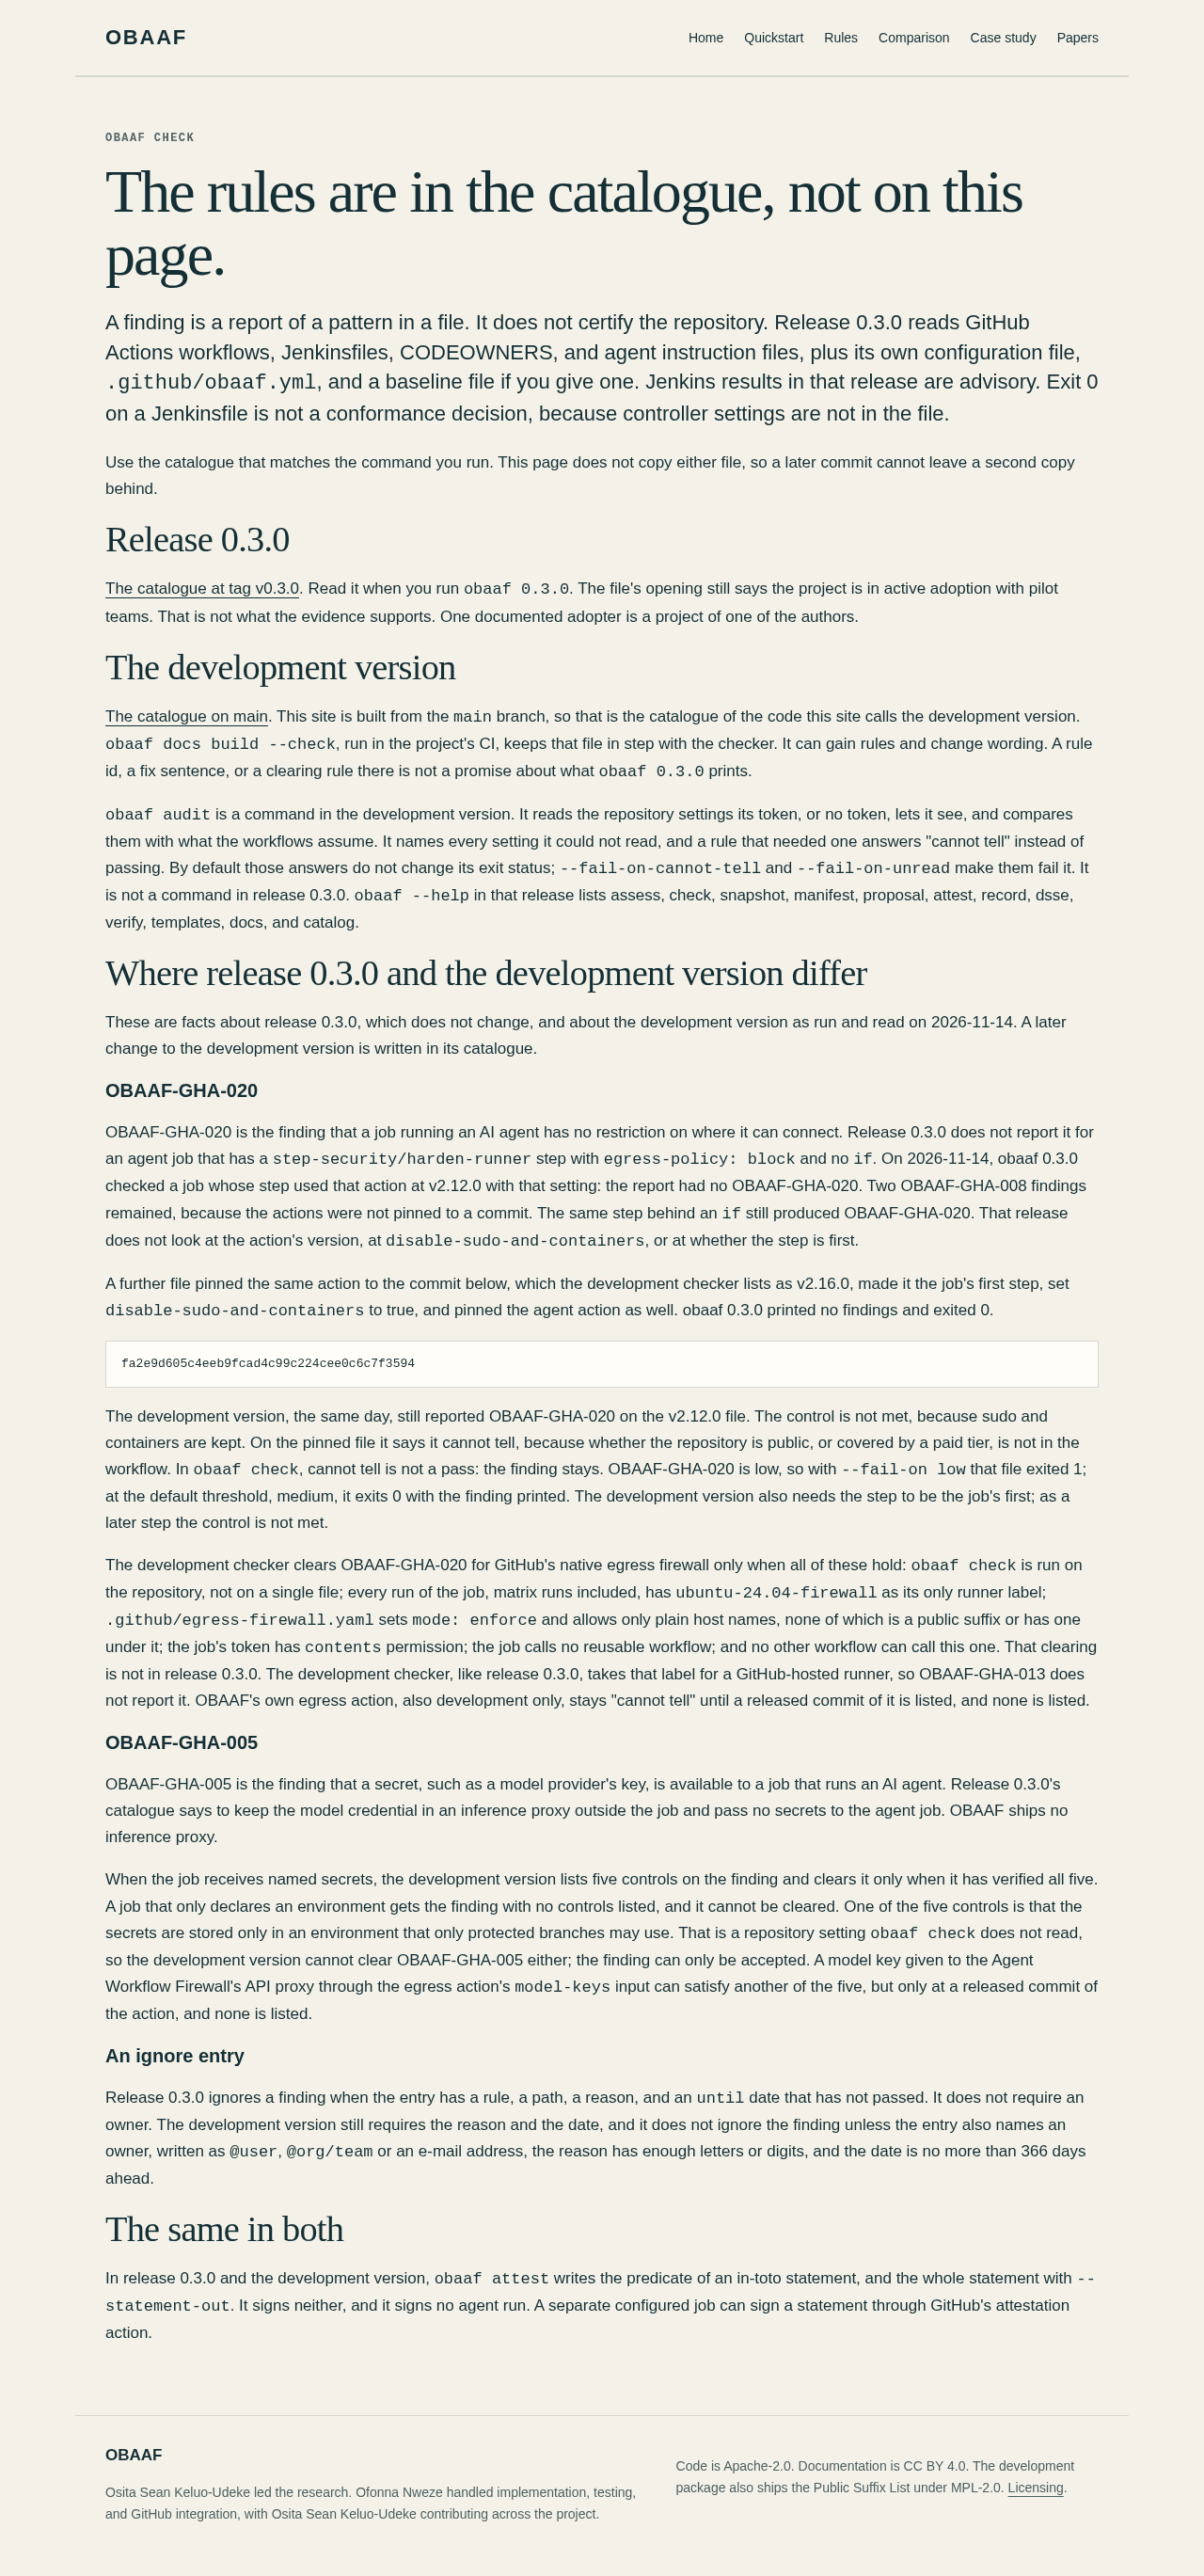 OBAAF
Home Quickstart Rules Comparison Case study Papers
OBAAF CHECK
The rules are in the catalogue, not on this
page.
A finding is a report of a pattern in a file. It does not certify the repository. Release 0.3.0 reads GitHub
Actions workflows, Jenkinsfiles, CODEOWNERS, and agent instruction files, plus its own configuration file,
.github/obaaf.yml, and a baseline file if you give one. Jenkins results in that release are advisory. Exit 0
on a Jenkinsfile is not a conformance decision, because controller settings are not in the file.
Use the catalogue that matches the command you run. This page does not copy either file, so a later commit cannot leave a second copy
behind.
Release 0.3.0
The catalogue at tag v0.3.0. Read it when you run obaaf 0.3.0. The file's opening still says the project is in active adoption with pilot
teams. That is not what the evidence supports. One documented adopter is a project of one of the authors.
The development version
The catalogue on main. This site is built from the main branch, so that is the catalogue of the code this site calls the development version.
obaaf docs build --check, run in the project's CI, keeps that file in step with the checker. It can gain rules and change wording. A rule
id, a fix sentence, or a clearing rule there is not a promise about what obaaf 0.3.0 prints.
obaaf audit is a command in the development version. It reads the repository settings its token, or no token, lets it see, and compares
them with what the workflows assume. It names every setting it could not read, and a rule that needed one answers "cannot tell" instead of
passing. By default those answers do not change its exit status; --fail-on-cannot-tell and --fail-on-unread make them fail it. It
is not a command in release 0.3.0. obaaf --help in that release lists assess, check, snapshot, manifest, proposal, attest, record, dsse,
verify, templates, docs, and catalog.
Where release 0.3.0 and the development version differ
These are facts about release 0.3.0, which does not change, and about the development version as run and read on 2026-11-14. A later
change to the development version is written in its catalogue.
OBAAF-GHA-020
OBAAF-GHA-020 is the finding that a job running an AI agent has no restriction on where it can connect. Release 0.3.0 does not report it for
an agent job that has a step-security/harden-runner step with egress-policy: block and no if. On 2026-11-14, obaaf 0.3.0
checked a job whose step used that action at v2.12.0 with that setting: the report had no OBAAF-GHA-020. Two OBAAF-GHA-008 findings
remained, because the actions were not pinned to a commit. The same step behind an if still produced OBAAF-GHA-020. That release
does not look at the action's version, at disable-sudo-and-containers, or at whether the step is first.
A further file pinned the same action to the commit below, which the development checker lists as v2.16.0, made it the job's first step, set
disable-sudo-and-containers to true, and pinned the agent action as well. obaaf 0.3.0 printed no findings and exited 0.
fa2e9d605c4eeb9fcad4c99c224cee0c6c7f3594
The development version, the same day, still reported OBAAF-GHA-020 on the v2.12.0 file. The control is not met, because sudo and
containers are kept. On the pinned file it says it cannot tell, because whether the repository is public, or covered by a paid tier, is not in the
workflow. In obaaf check, cannot tell is not a pass: the finding stays. OBAAF-GHA-020 is low, so with --fail-on low that file exited 1;
at the default threshold, medium, it exits 0 with the finding printed. The development version also needs the step to be the job's first; as a
later step the control is not met.
The development checker clears OBAAF-GHA-020 for GitHub's native egress firewall only when all of these hold: obaaf check is run on
the repository, not on a single file; every run of the job, matrix runs included, has ubuntu-24.04-firewall as its only runner label;
.github/egress-firewall.yaml sets mode: enforce and allows only plain host names, none of which is a public suffix or has one
under it; the job's token has contents permission; the job calls no reusable workflow; and no other workflow can call this one. That clearing
is not in release 0.3.0. The development checker, like release 0.3.0, takes that label for a GitHub-hosted runner, so OBAAF-GHA-013 does
not report it. OBAAF's own egress action, also development only, stays "cannot tell" until a released commit of it is listed, and none is listed.
OBAAF-GHA-005
OBAAF-GHA-005 is the finding that a secret, such as a model provider's key, is available to a job that runs an AI agent. Release 0.3.0's
catalogue says to keep the model credential in an inference proxy outside the job and pass no secrets to the agent job. OBAAF ships no
inference proxy.
When the job receives named secrets, the development version lists five controls on the finding and clears it only when it has verified all five.
A job that only declares an environment gets the finding with no controls listed, and it cannot be cleared. One of the five controls is that the
secrets are stored only in an environment that only protected branches may use. That is a repository setting obaaf check does not read,
so the development version cannot clear OBAAF-GHA-005 either; the finding can only be accepted. A model key given to the Agent
Workflow Firewall's API proxy through the egress action's model-keys input can satisfy another of the five, but only at a released commit of
the action, and none is listed.
An ignore entry
Release 0.3.0 ignores a finding when the entry has a rule, a path, a reason, and an until date that has not passed. It does not require an
owner. The development version still requires the reason and the date, and it does not ignore the finding unless the entry also names an
owner, written as @user, @org/team or an e-mail address, the reason has enough letters or digits, and the date is no more than 366 days
ahead.
The same in both
In release 0.3.0 and the development version, obaaf attest writes the predicate of an in-toto statement, and the whole statement with --
statement-out. It signs neither, and it signs no agent run. A separate configured job can sign a statement through GitHub's attestation
action.
OBAAF
Osita Sean Keluo-Udeke led the research. Ofonna Nweze handled implementation, testing,
and GitHub integration, with Osita Sean Keluo-Udeke contributing across the project.
Code is Apache-2.0. Documentation is CC BY 4.0. The development
package also ships the Public Suffix List under MPL-2.0. Licensing.